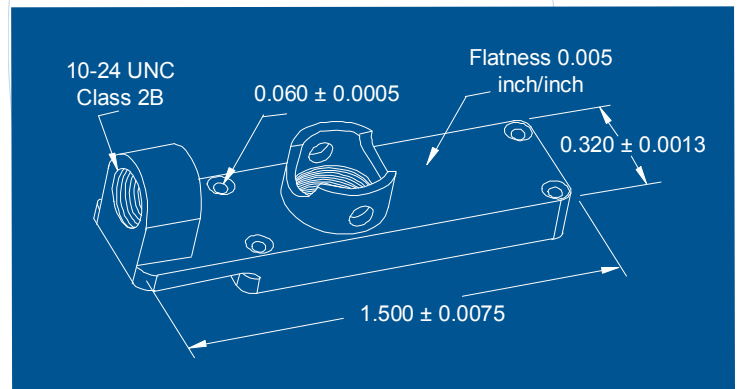 10-24 UNC
Class 2B
0.060 ± 0.0005
Flatness 0.005
inch/inch
0.320 ± 0.0013
1.500 ± 0.0075